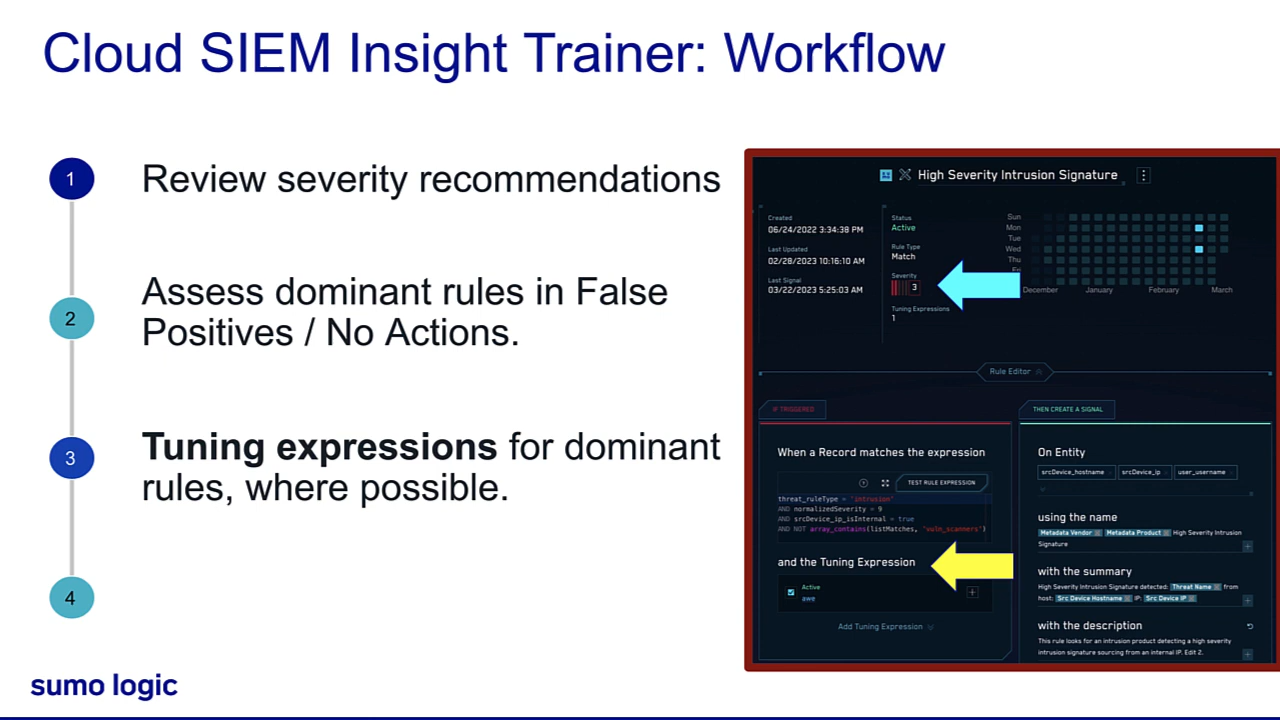 Cloud SIEM Insight Trainer: Workflow
1
Review severity recommendations
2
Assess dominant rules in False
Positives / No Actions.
3
Tuning expressions for dominant
rules, where possible.
4
sumo logic
High Severity Intrusion Signature
Created
06/24/2022 3:34:38 PM
Last Updated
02/28/2023 10:16:10 AM
Last Signal
03/22/2023 5:25:03 AM
Status
Active
Rule Type
Match
Severity
3
Tuning Expressions
1
Sun
Mon
Tue
Wed
Thu
Fri
December January February March
Rule Editor
IF TRIGGERED
When a Record matches the expression
TEST RULE EXPRESSION
threat_ruleType = 'intrusion'
AND normalizedSeverity = 9
AND srcDevice_ip_isInternal = true
AND NOT array_contains(listMatches, 'vuln_scanners')
and the Tuning Expression
Active
awe
Add Tuning Expression
THEN CREATE A SIGNAL
On Entity
srcDevice_hostname srcDevice_ip user_username
using the name
Metadata Vendor Metadata Product High Severity Intrusion
Signature
with the summary
High Severity Intrusion Signature detected: Threat Name from
host: Src Device Hostname IP: Src Device IP
with the description
This rule looks for an intrusion product detecting a high severity
intrusion signature sourcing from an internal IP. Edit 2.